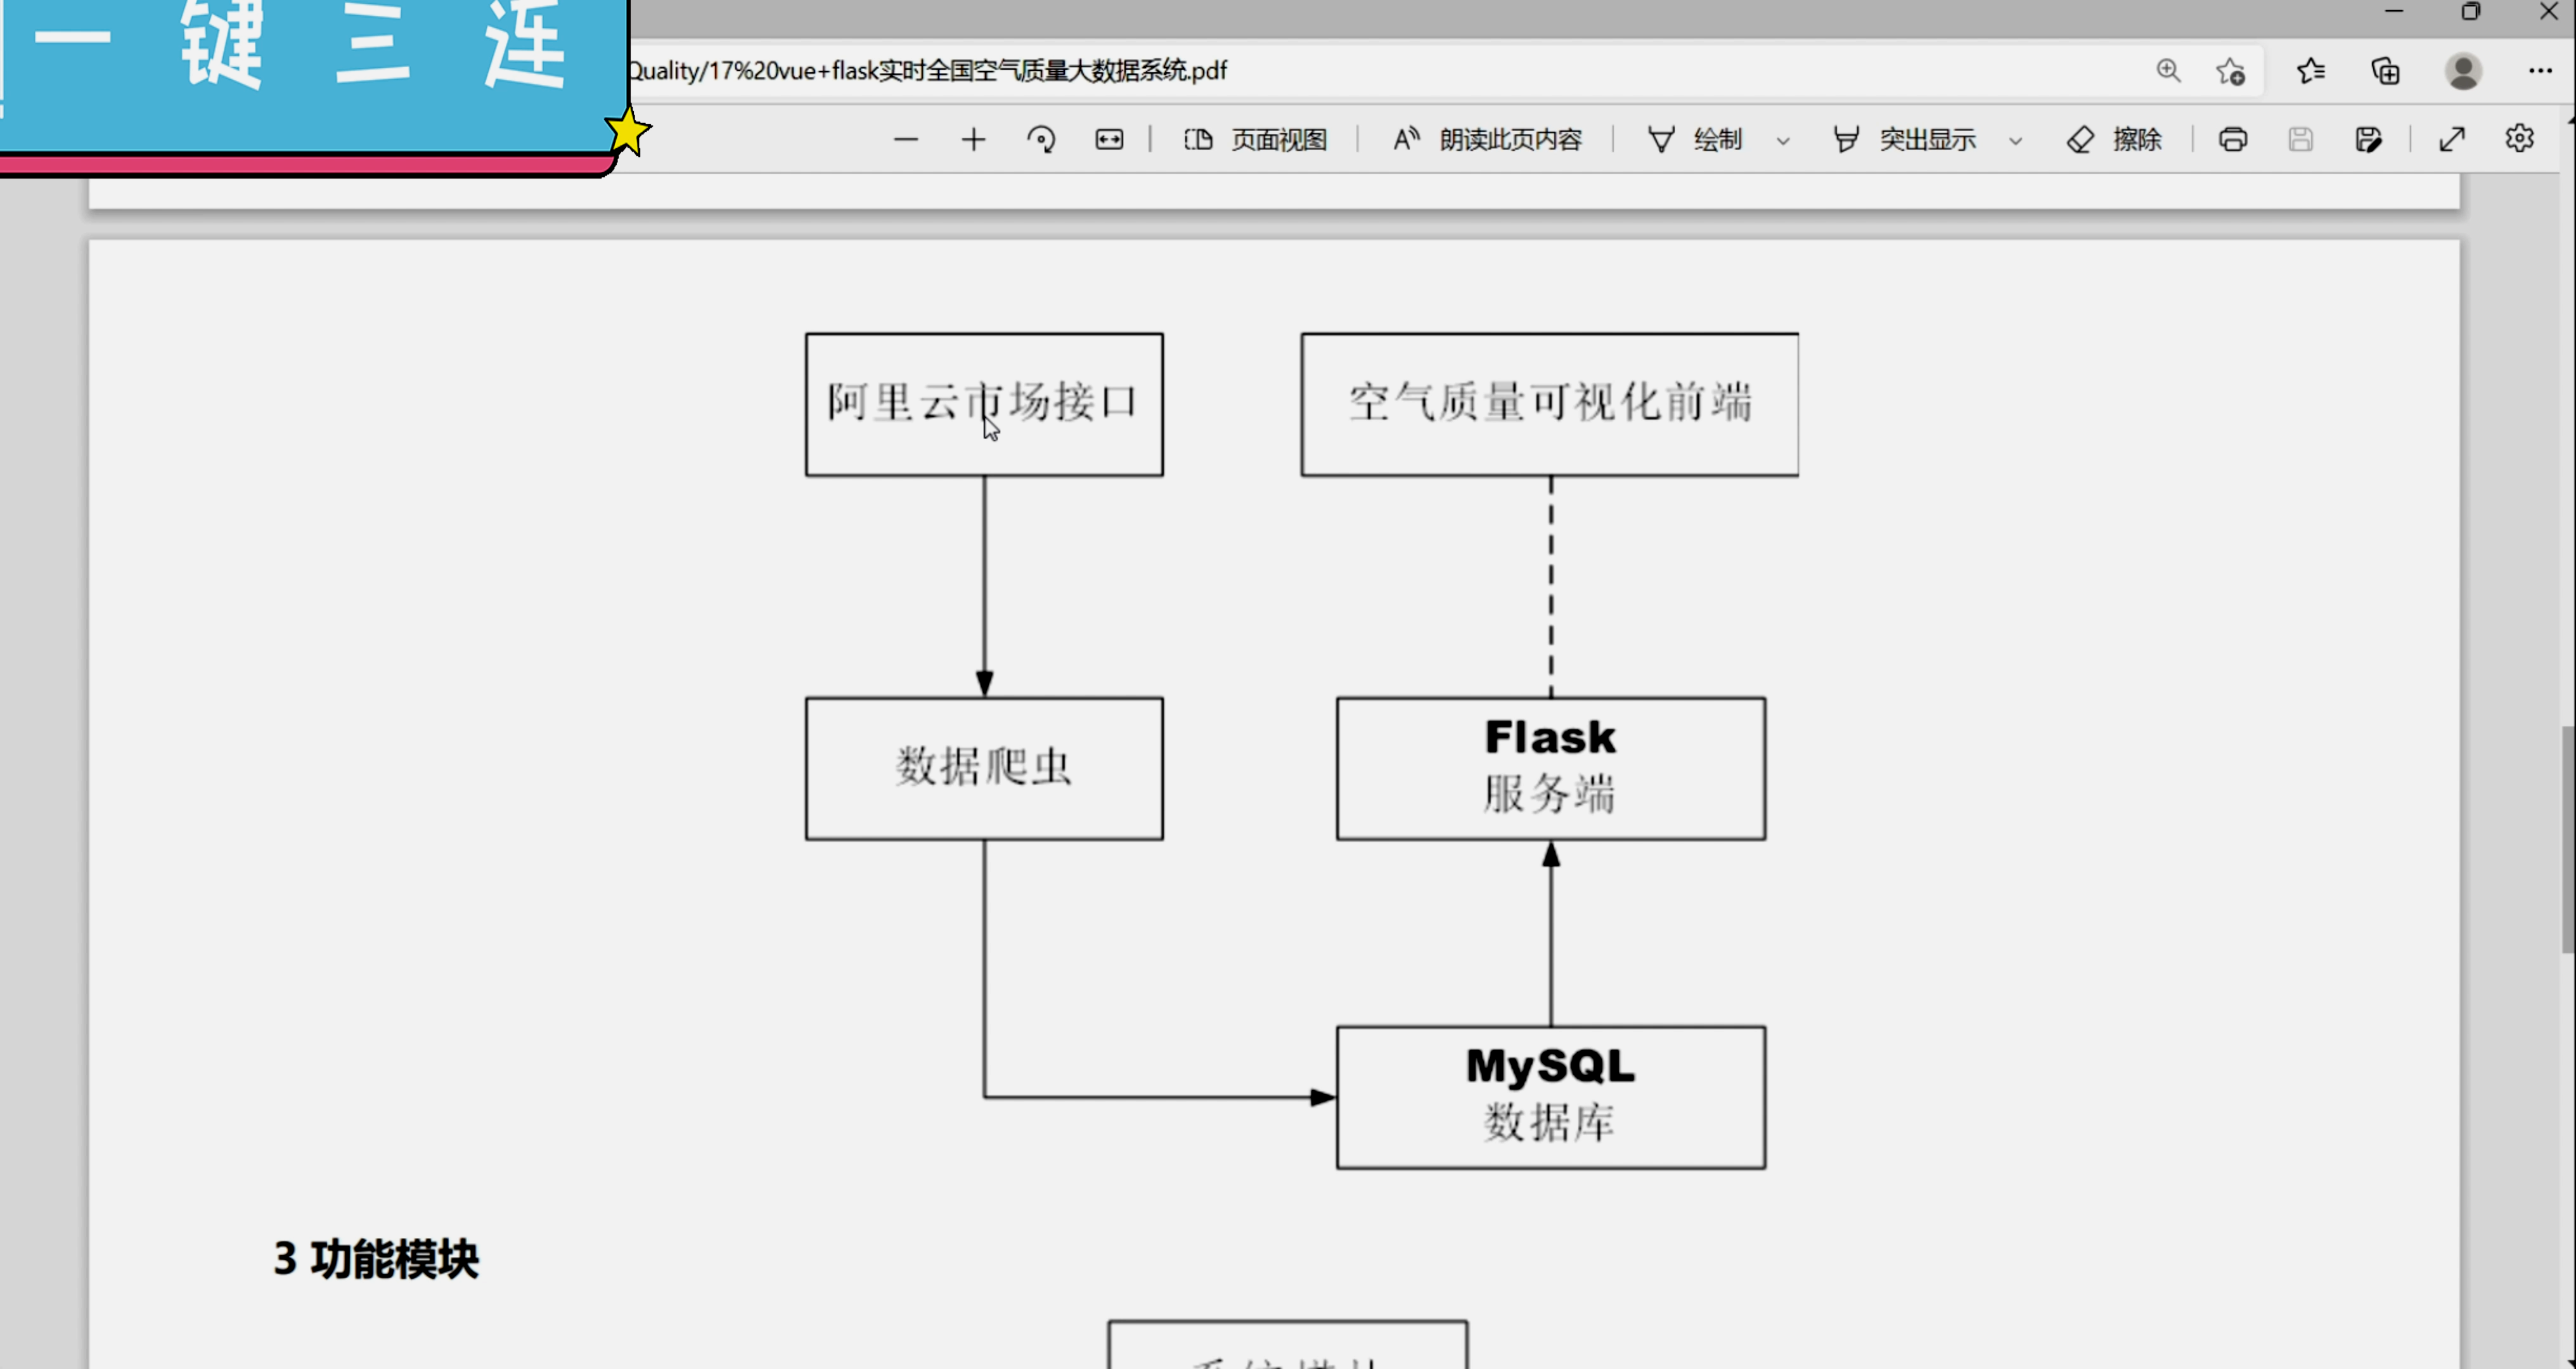 一键三连
Quality/17%20vue+flask实时全国空气质量大数据系统.pdf
页面视图 朗读此页内容 绘制 突出显示 擦除
阿里云市场接口
空气质量可视化前端
数据爬虫
Flask
服务端
MySQL
数据库
3 功能模块